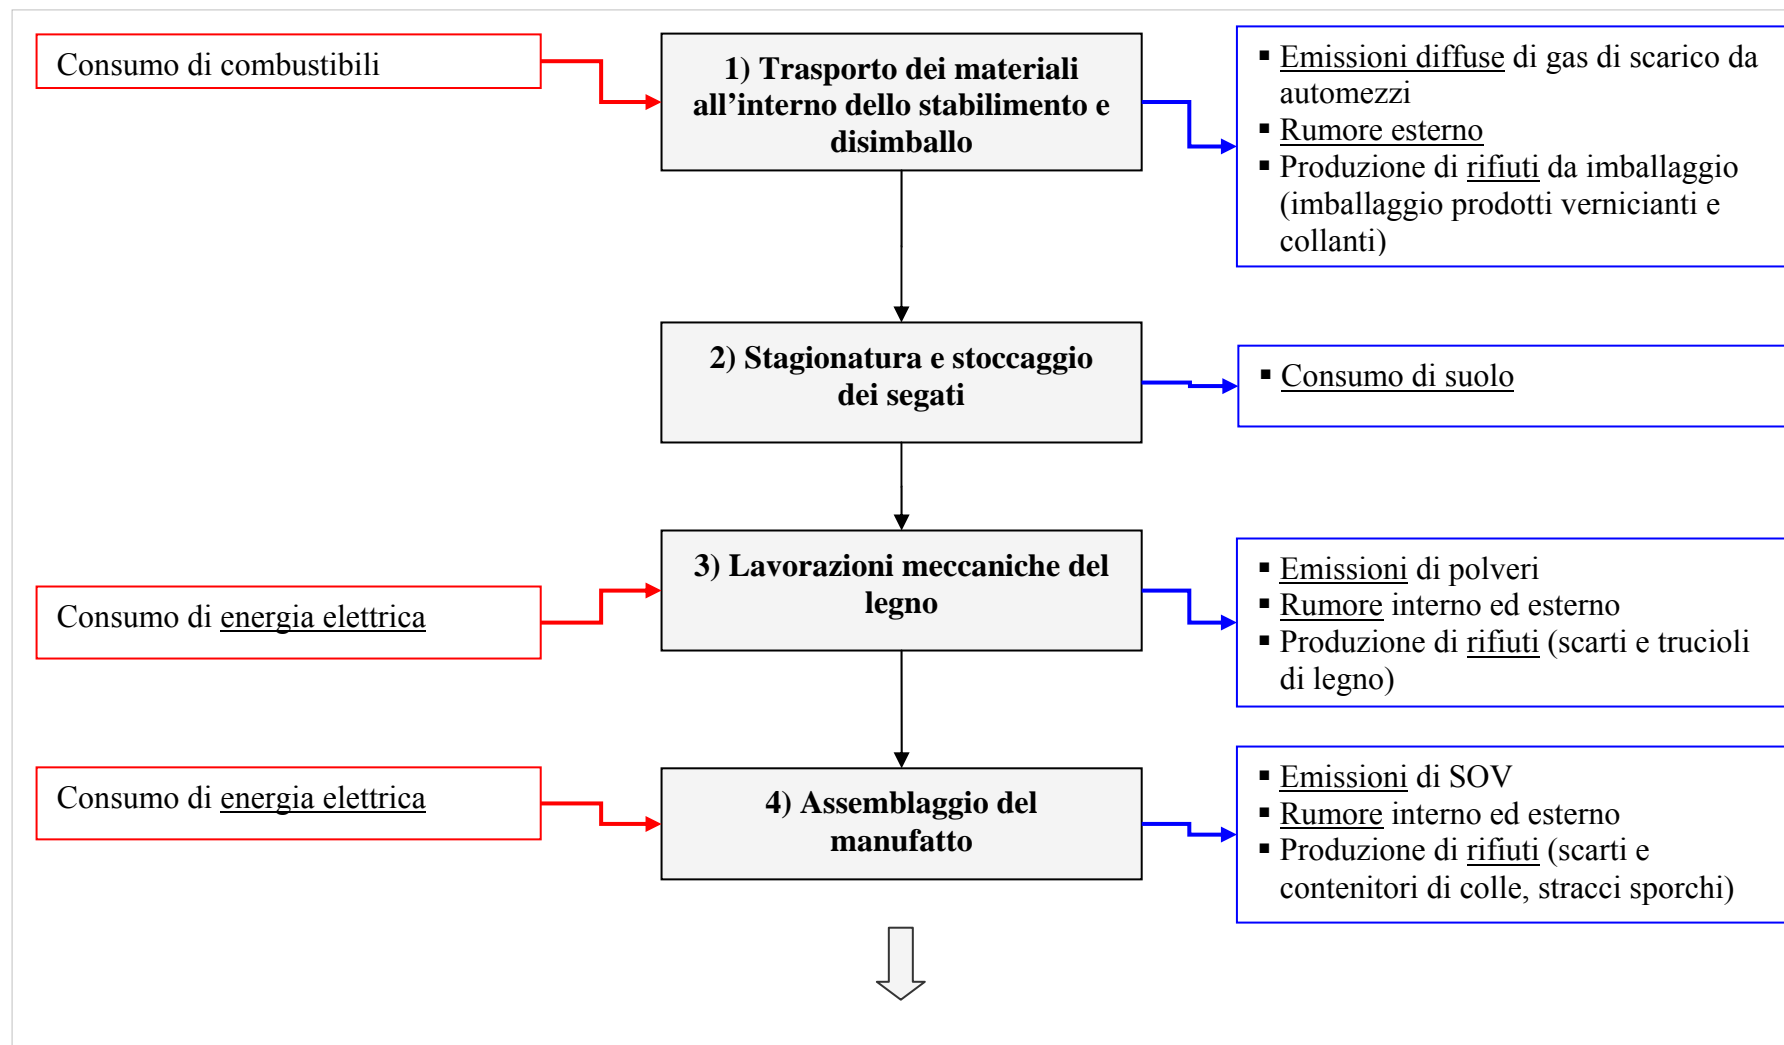 Consumo di combustibili
1) Trasporto dei materiali
all’interno dello stabilimento e
disimballo
▪ Emissioni diffuse di gas di scarico da
automezzi
▪ Rumore esterno
▪ Produzione di rifiuti da imballaggio
(imballaggio prodotti vernicianti e
collanti)
2) Stagionatura e stoccaggio
dei segati
▪ Consumo di suolo
Consumo di energia elettrica
3) Lavorazioni meccaniche del
legno
▪ Emissioni di polveri
▪ Rumore interno ed esterno
▪ Produzione di rifiuti (scarti e trucioli
di legno)
Consumo di energia elettrica
4) Assemblaggio del
manufatto
▪ Emissioni di SOV
▪ Rumore interno ed esterno
▪ Produzione di rifiuti (scarti e
contenitori di colle, stracci sporchi)